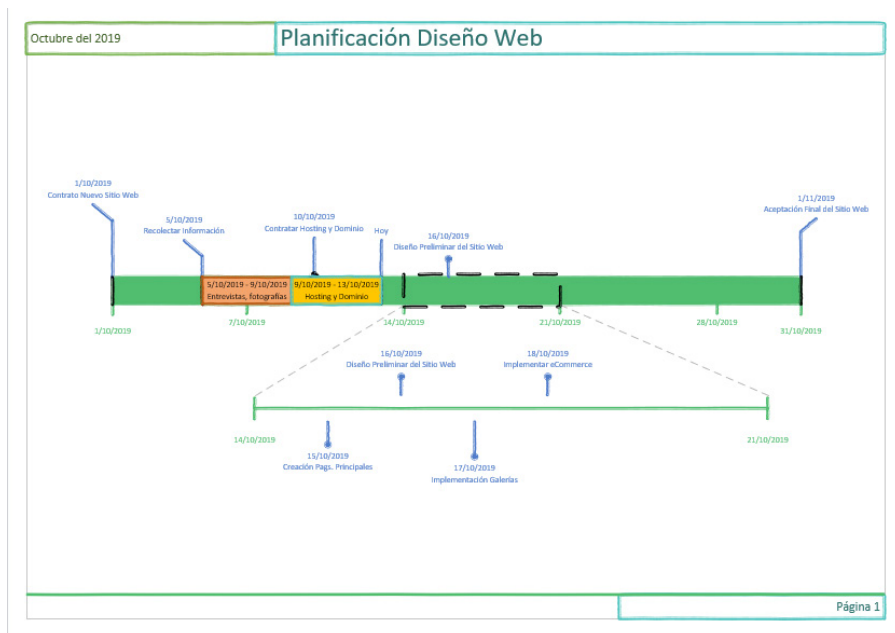 Octubre del 2019
Planificación Diseño Web
1/10/2019
Contrato Nuevo Sitio Web
5/10/2019
Recolectar Información
10/10/2019
Contratar Hosting y Dominio
Hoy
16/10/2019
Diseño Preliminar del Sitio Web
1/11/2019
Aceptación Final del Sitio Web
5/10/2019 - 9/10/2019
Entrevistas, fotografías
9/10/2019 - 13/10/2019
Hosting y Dominio
1/10/2019
7/10/2019
14/10/2019
21/10/2019
28/10/2019
31/10/2019
16/10/2019
Diseño Preliminar del Sitio Web
18/10/2019
Implementar eCommerce
14/10/2019
21/10/2019
15/10/2019
Creación Pags. Principales
17/10/2019
Implementación Galerías
Página 1